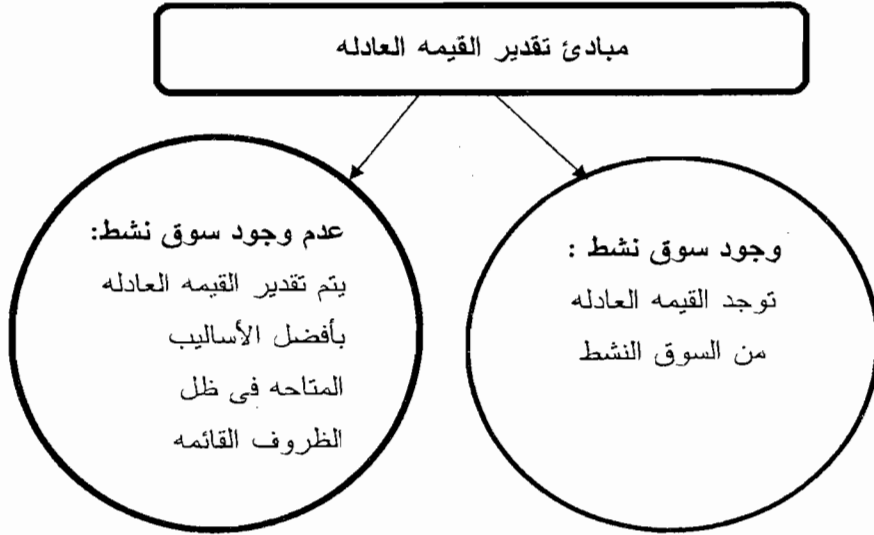 مبادئ تقدير القيمه العادله
وجود سوق نشط :
توجد القيمه العادله
من السوق النشط
عدم وجود سوق نشط:
يتم تقدير القيمه العادله
بأفضل الأساليب
المتاحه فى ظل
الظروف القائمه